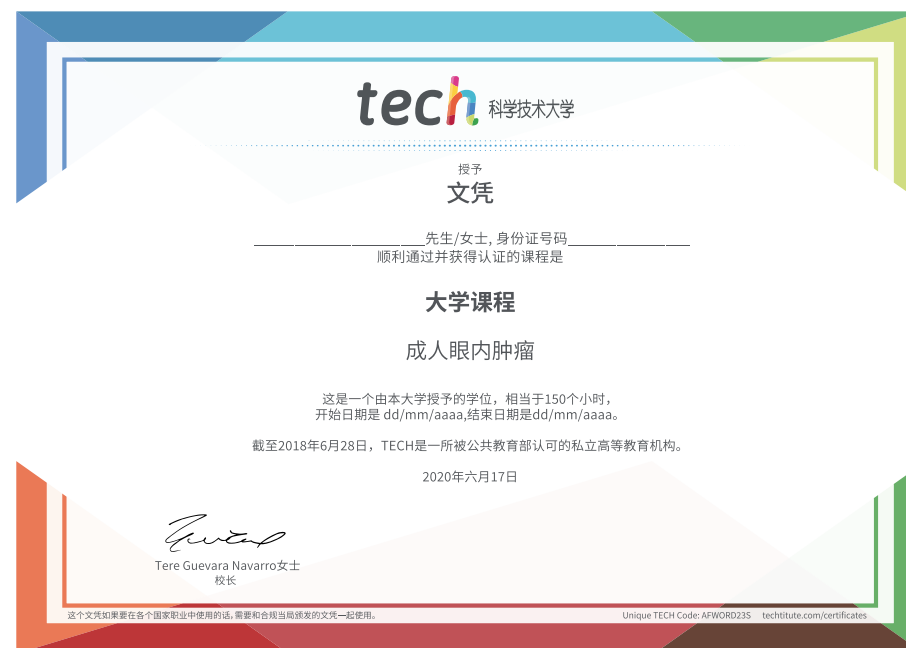 tech 科学技术大学
授予
文凭
先生/女士, 身份证号码
顺利通过并获得认证的课程是
大学课程
成人眼内肿瘤
这是一个由本大学授予的学位，相当于150个小时，
开始日期是 dd/mm/aaaa,结束日期是dd/mm/aaaa。
截至2018年6月28日，TECH是一所被公共教育部认可的私立高等教育机构。
2020年六月17日
Tere Guevara Navarro女士
校长
这个文凭如果要在各个国家职业中使用的话,需要和合规当局颁发的文凭一起使用。
Unique TECH Code: AFWORD23S techtitute.com/certificates